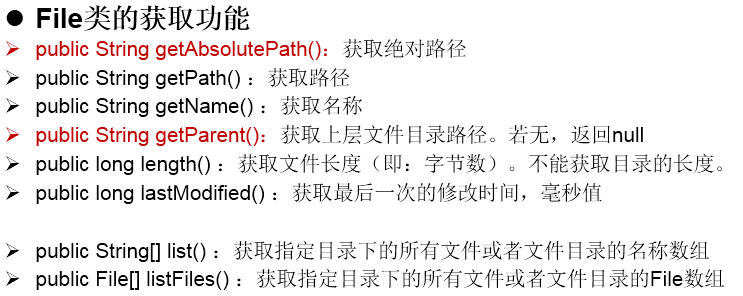 ● File类的获取功能
➢ public String getAbsolutePath()：获取绝对路径
➢ public String getPath() ：获取路径
➢ public String getName() ：获取名称
➢ public String getParent()：获取上层文件目录路径。若无，返回null
➢ public long length() ：获取文件长度（即：字节数）。不能获取目录的长度。
➢ public long lastModified() ：获取最后一次的修改时间，毫秒值
➢ public String[] list() ：获取指定目录下的所有文件或者文件目录的名称数组
➢ public File[] listFiles() ：获取指定目录下的所有文件或者文件目录的File数组